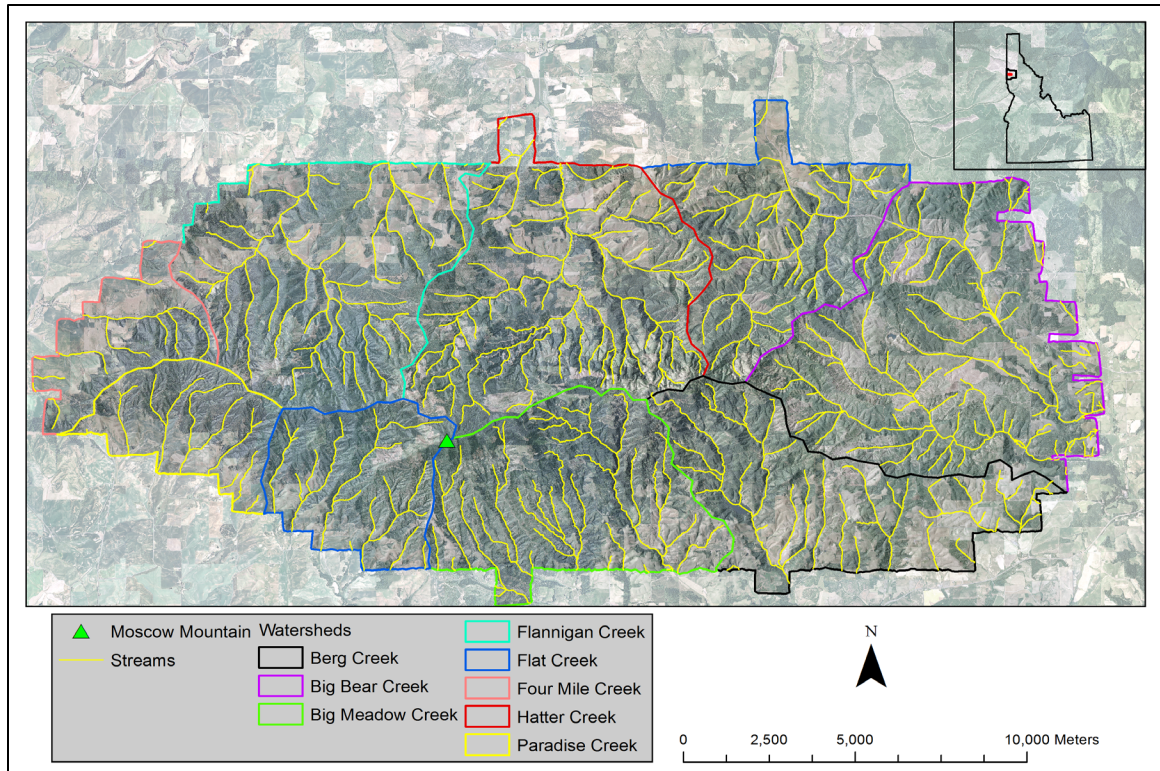 Moscow Mountain
Streams
Watersheds
Berg Creek
Big Bear Creek
Big Meadow Creek
Flannigan Creek
Flat Creek
Four Mile Creek
Hatter Creek
Paradise Creek
N
0 2,500 5,000 10,000 Meters